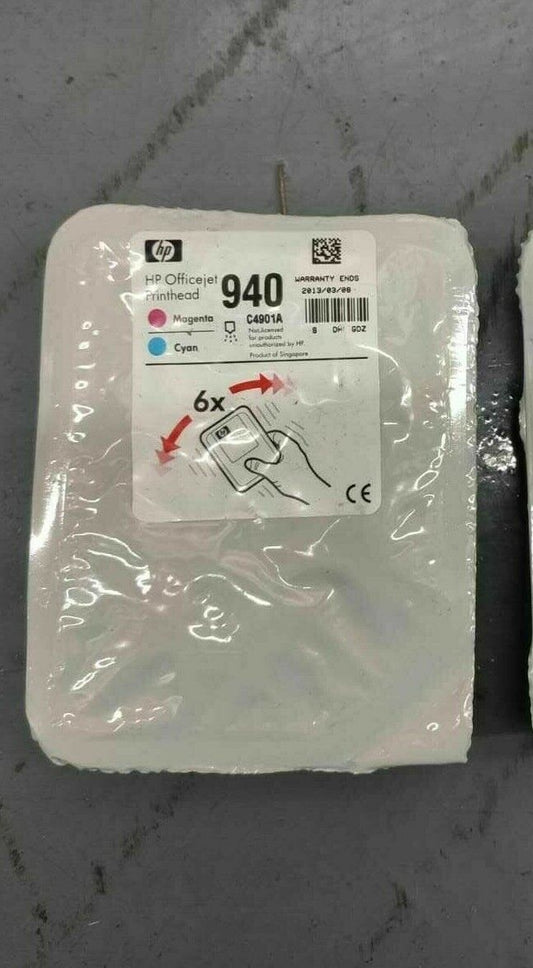 hp
HP Officejet
Printhead
940
C4901A
WARRANTY ENDS
2013/03/08
Magenta
Cyan
Not licensed
for products
unauthorized by HP.
Product of Singapore
6x
hp
CE